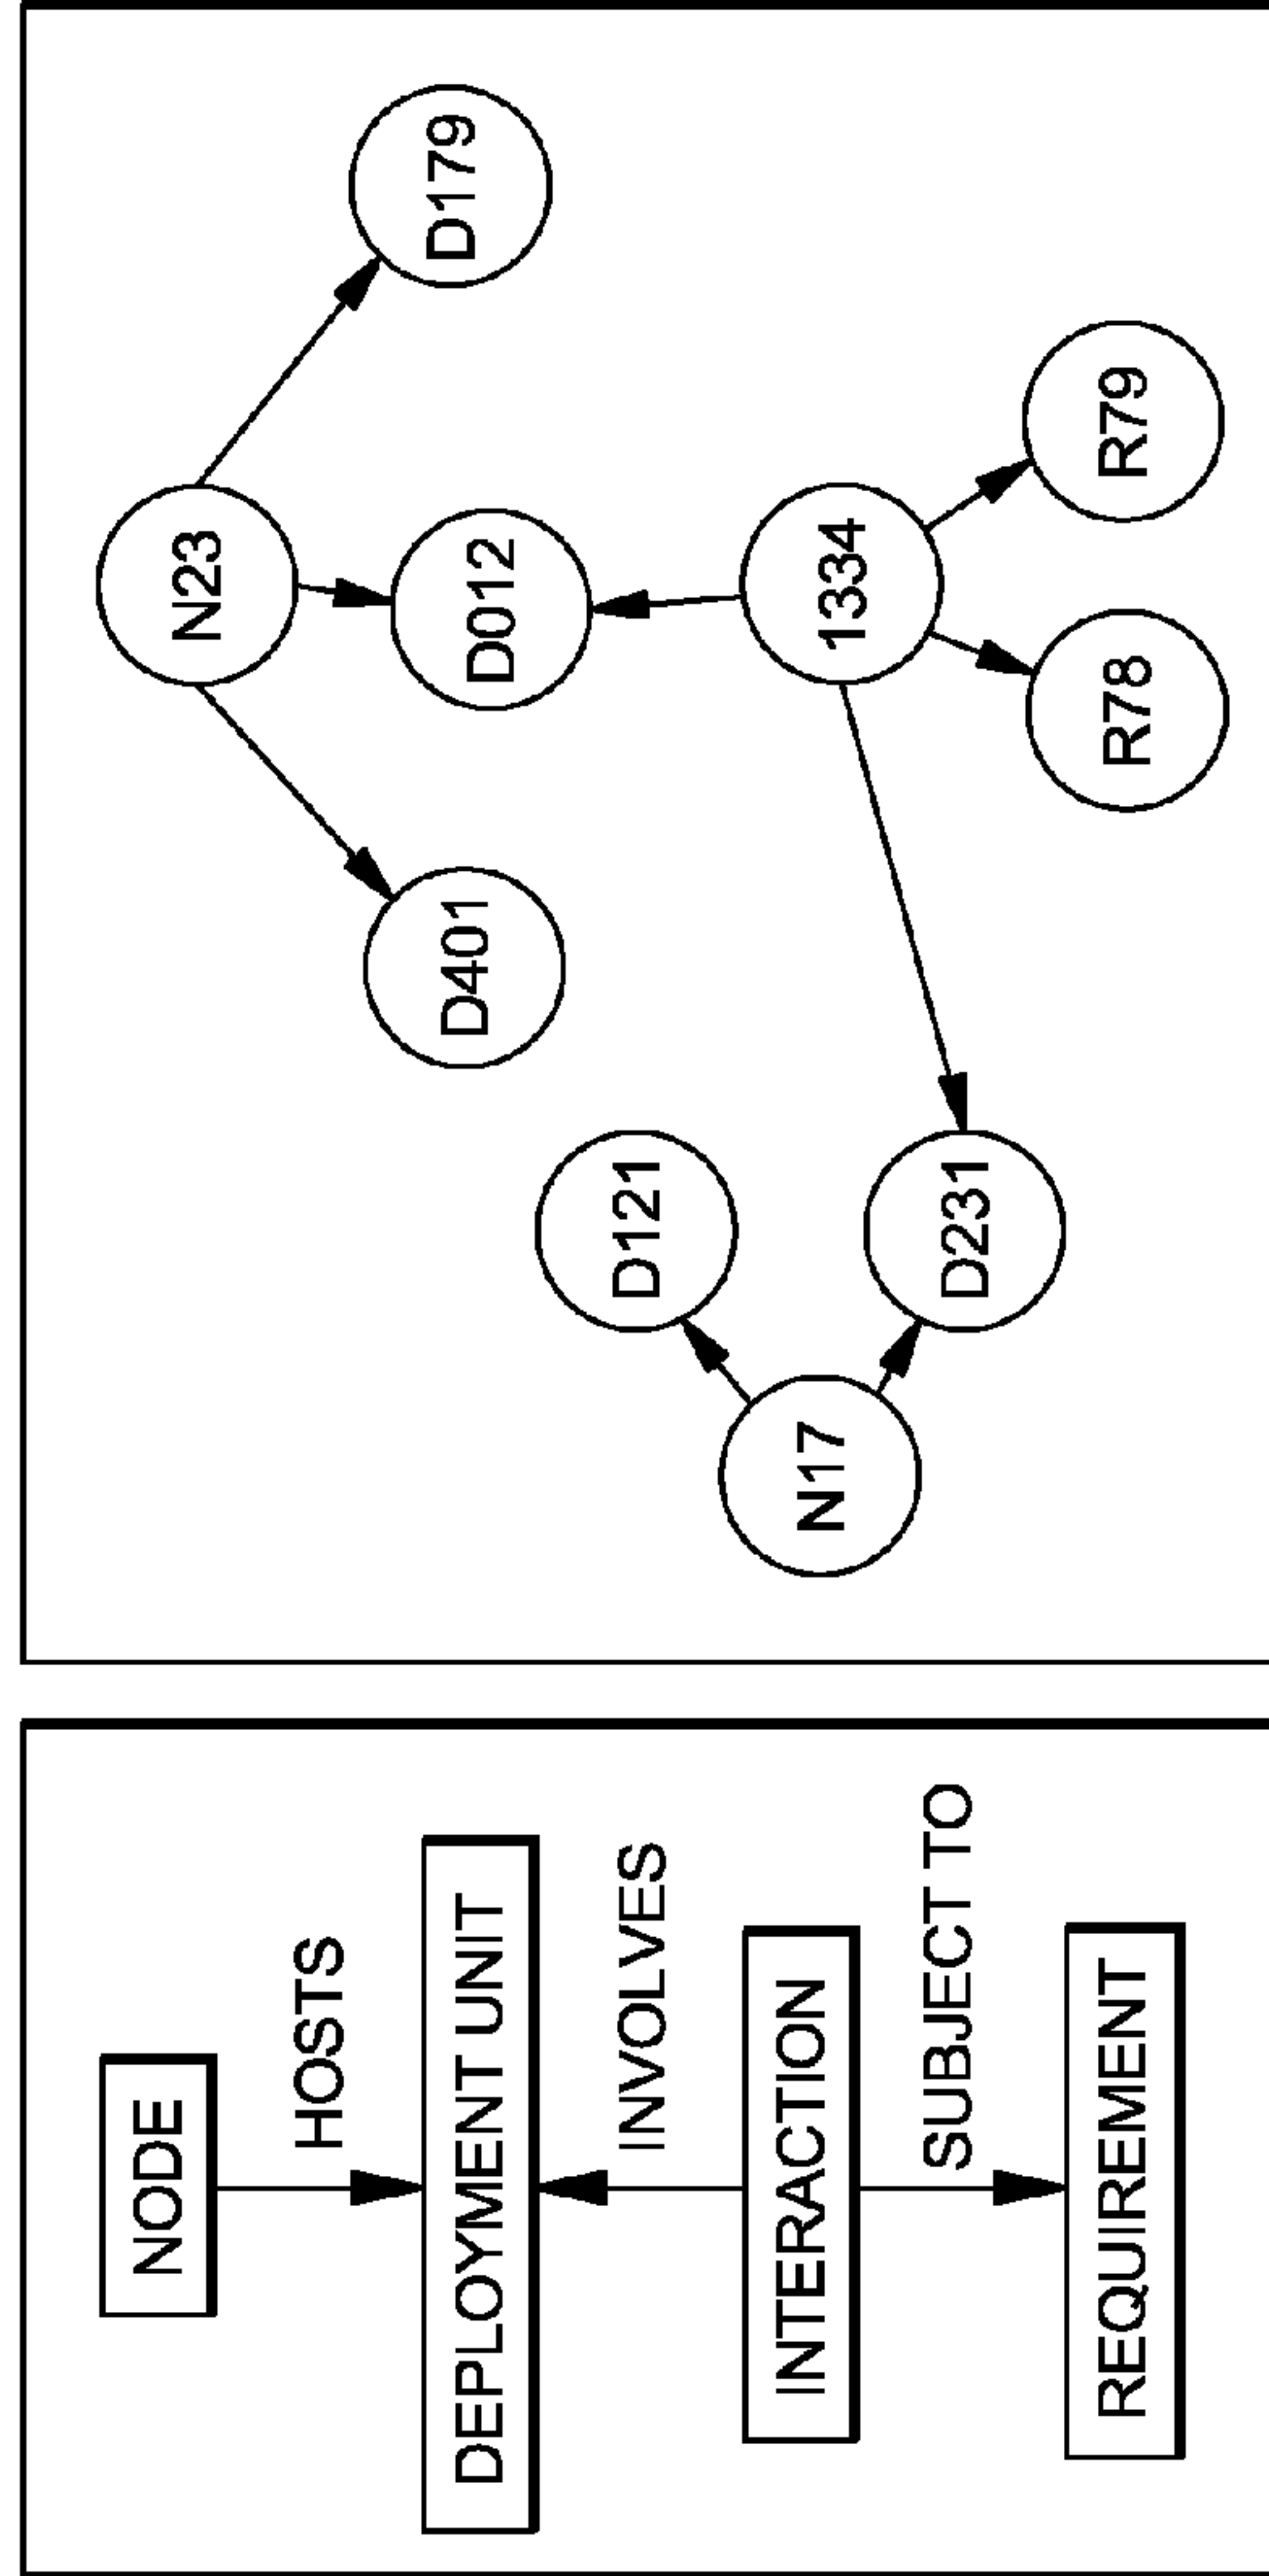 NODE
HOSTS
DEPLOYMENT UNIT
INVOLVES
INTERACTION
SUBJECT TO
REQUIREMENT
N23
D179
D401
D012
D121
N17
1334
D231
R79
R78